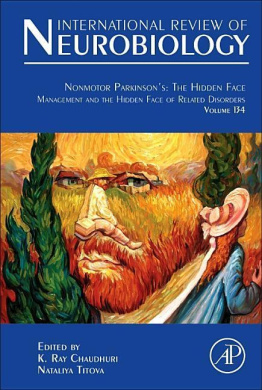 INTERNATIONAL REVIEW OF
NEUROBIOLOGY
NONMOTOR PARKINSON'S: THE HIDDEN FACE
MANAGEMENT AND THE HIDDEN FACE OF RELATED DISORDERS
VOLUME 134
EDITED BY
K. RAY CHAUDHURI
NATALIYA TITOVA
AP